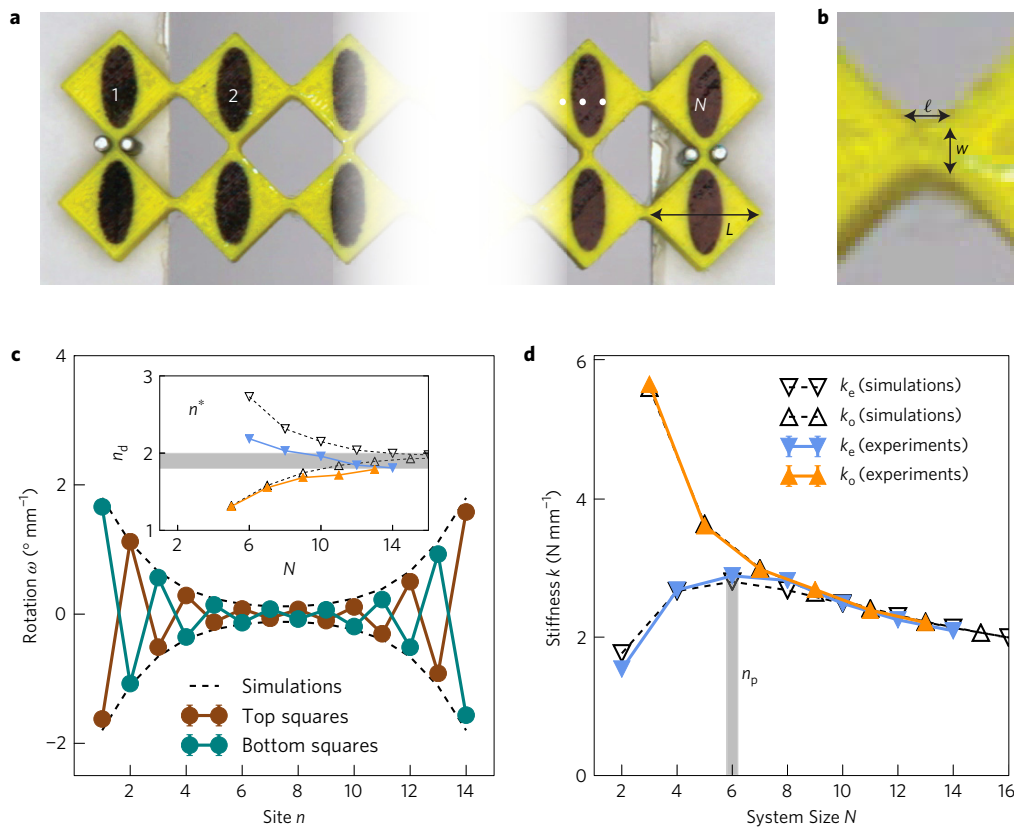 a
b
1
2
N
L
ℓ
w
c
d
4
2
0
−2
Rotation ω (° mm⁻¹)
2 4 6 8 10 12 14
Site n
Simulations
Top squares
Bottom squares
3
2
1
n_d
n*
2 6 10 14
N
6
4
2
0
Stiffness k (N mm⁻¹)
k_e (simulations)
k_o (simulations)
k_e (experiments)
k_o (experiments)
n_p
2 4 6 8 10 12 14 16
System Size N